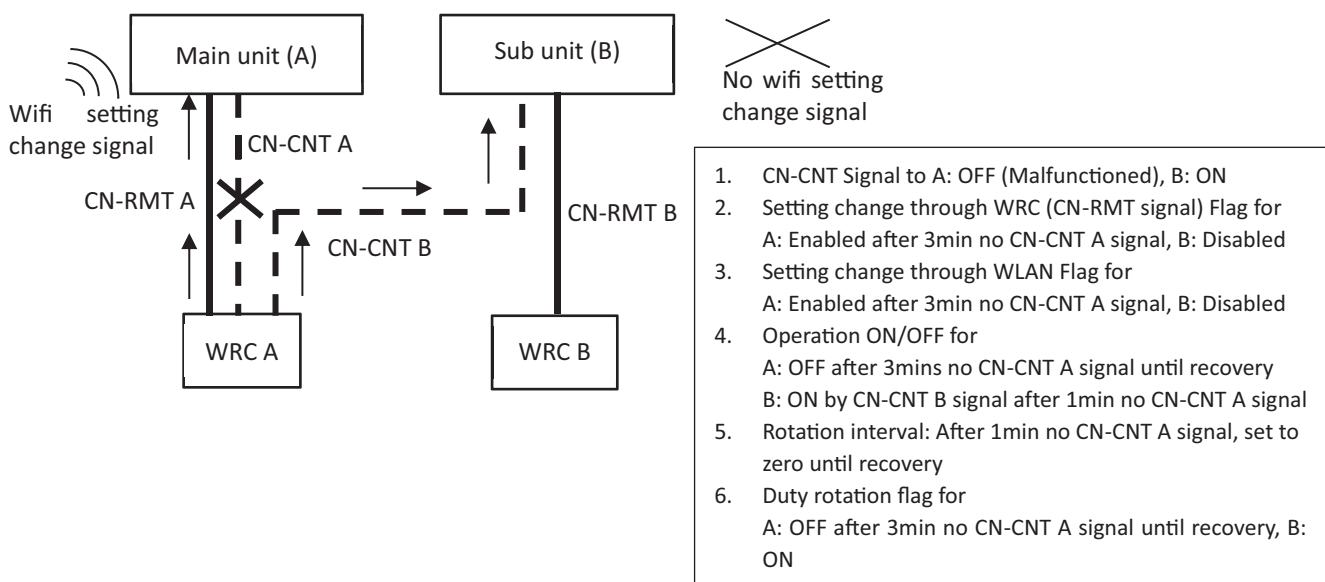 Main unit (A)
Sub unit (B)
Wifi setting
change signal
No wifi setting
change signal
CN-CNT A
CN-RMT A
CN-CNT B
CN-RMT B
WRC A
WRC B
1. CN-CNT Signal to A: OFF (Malfunctioned), B: ON
2. Setting change through WRC (CN-RMT signal) Flag for
A: Enabled after 3min no CN-CNT A signal, B: Disabled
3. Setting change through WLAN Flag for
A: Enabled after 3min no CN-CNT A signal, B: Disabled
4. Operation ON/OFF for
A: OFF after 3mins no CN-CNT A signal until recovery
B: ON by CN-CNT B signal after 1min no CN-CNT A signal
5. Rotation interval: After 1min no CN-CNT A signal, set to
zero until recovery
6. Duty rotation flag for
A: OFF after 3min no CN-CNT A signal until recovery, B:
ON